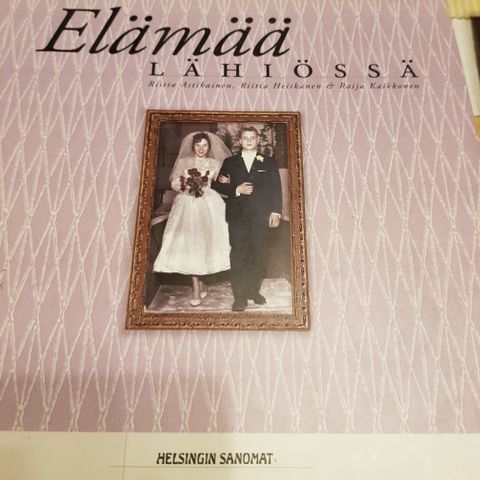 Elämää
LÄHIÖSSÄ
Riitta Astikainen, Riitta Heiskanen & Raija Kaikkonen
HELSINGIN SANOMAT